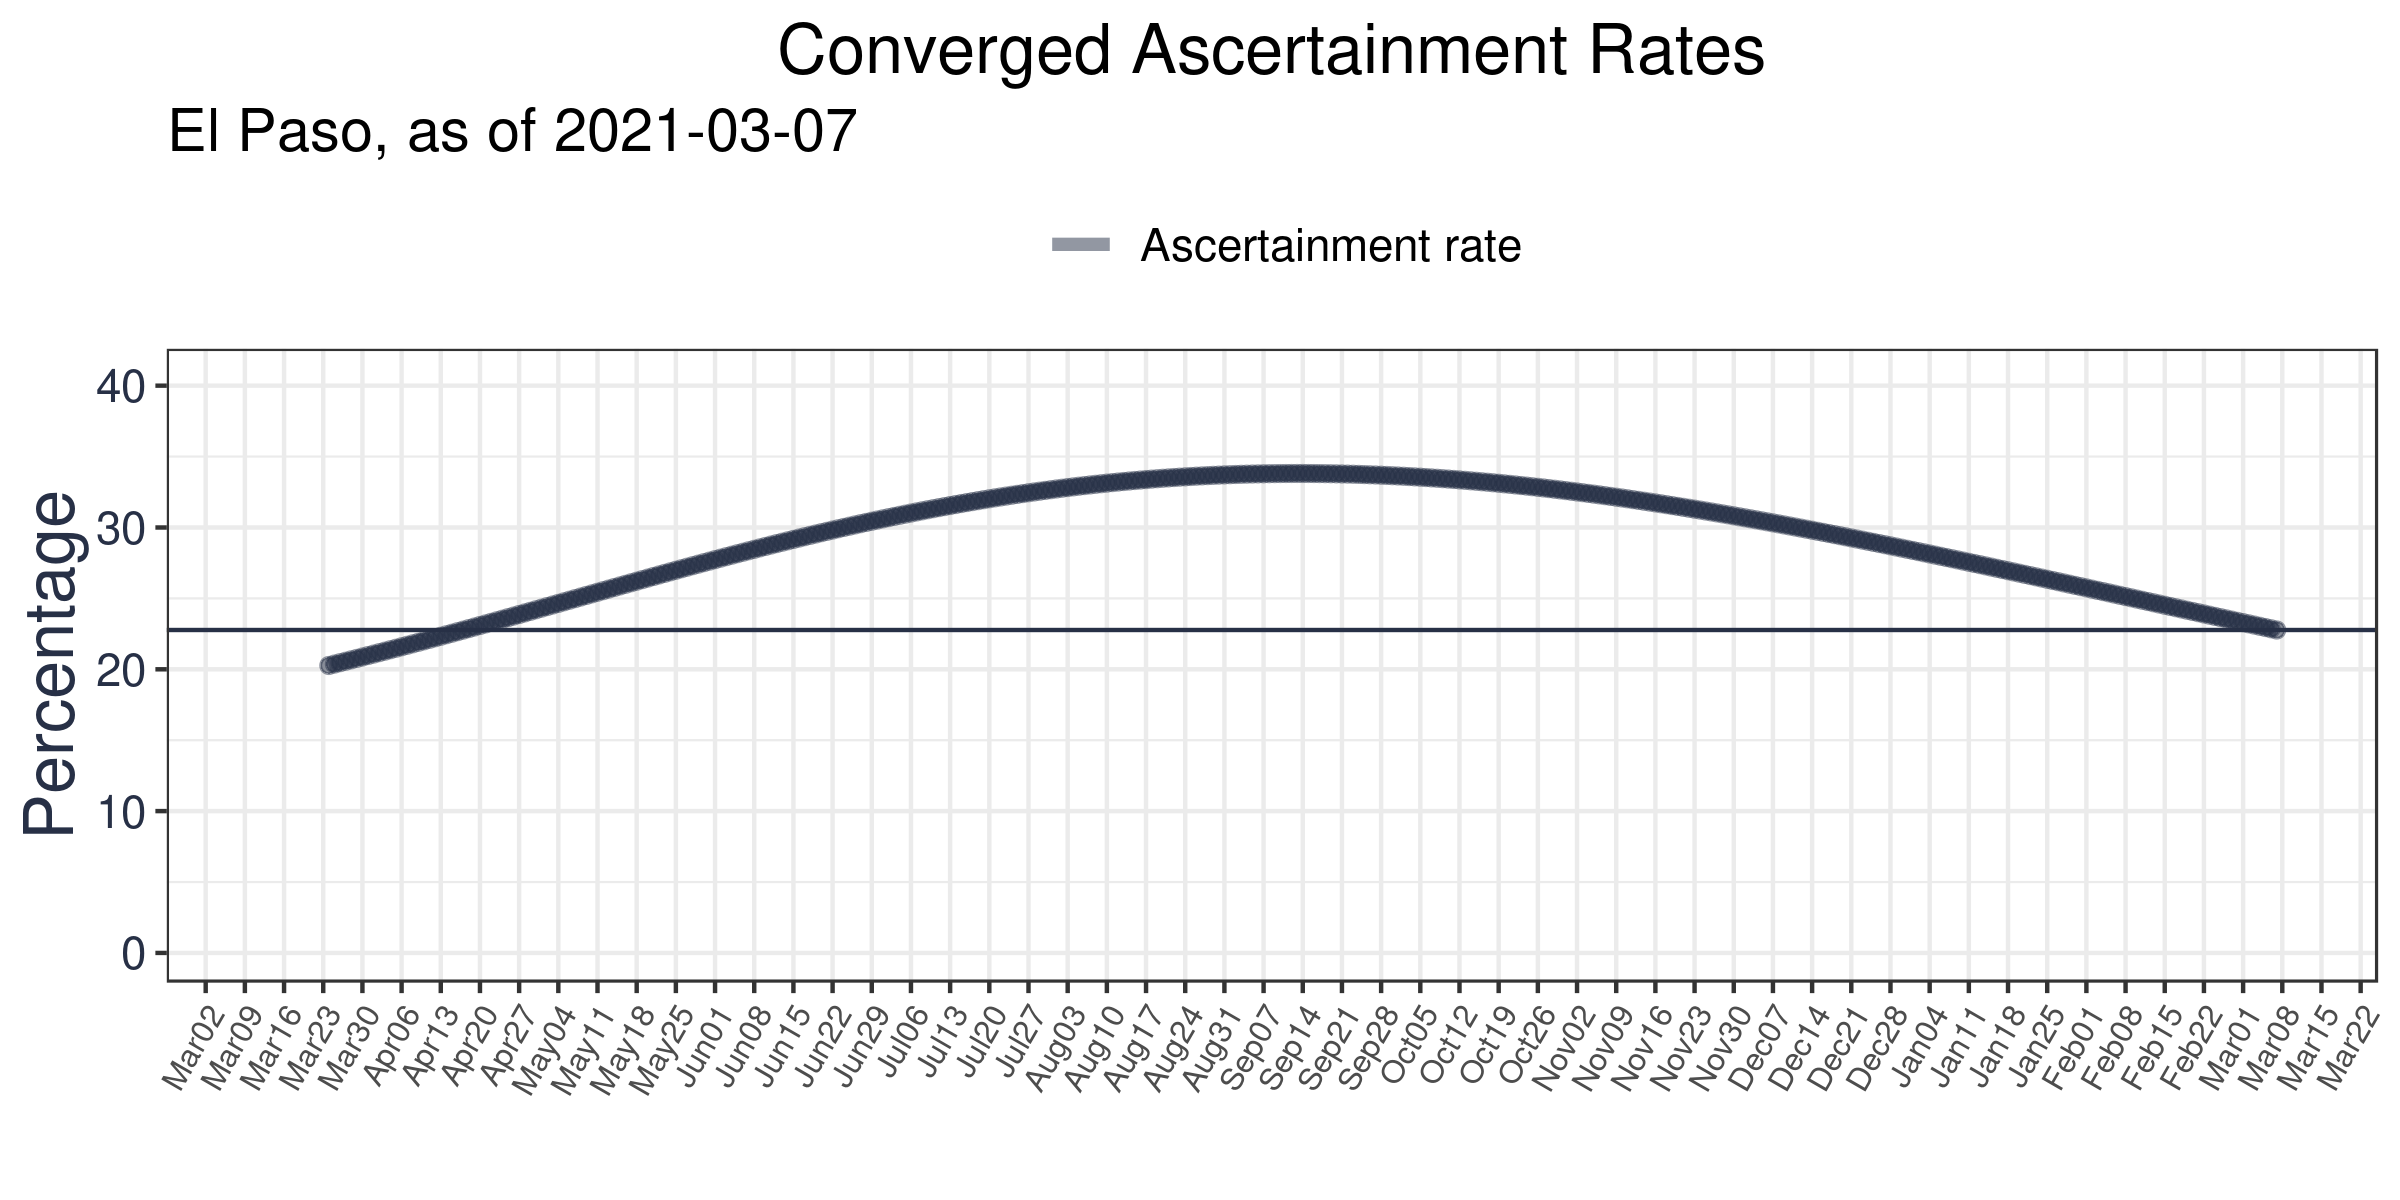 Converged Ascertainment Rates
El Paso, as of 2021-03-07
Ascertainment rate
Percentage
40
30
20
10
0
Mar02 Mar09 Mar16 Mar23 Mar30 Apr06 Apr13 Apr20 Apr27 May04 May11 May18 May25 Jun01 Jun08 Jun15 Jun22 Jun29 Jul06 Jul13 Jul20 Jul27 Aug03 Aug10 Aug17 Aug24 Aug31 Sep07 Sep14 Sep21 Sep28 Oct05 Oct12 Oct19 Oct26 Nov02 Nov09 Nov16 Nov23 Nov30 Dec07 Dec14 Dec21 Dec28 Jan04 Jan11 Jan18 Jan25 Feb01 Feb08 Feb15 Feb22 Mar01 Mar08 Mar15 Mar22